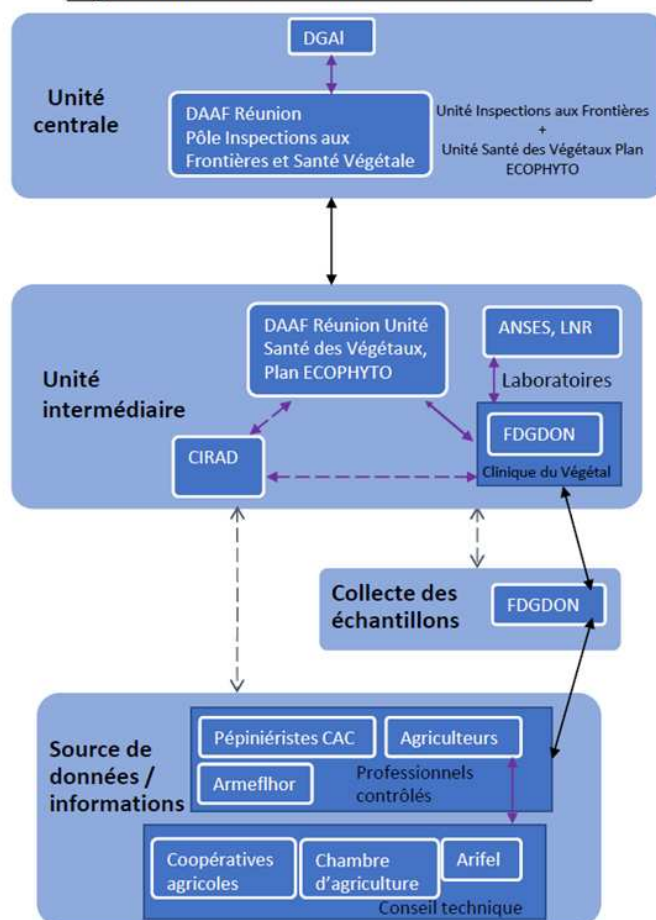 DGAl
Unité
centrale
DAAF Réunion
Pôle Inspections aux
Frontières et Santé Végétale
Unité Inspections aux Frontières
+
Unité Santé des Végétaux Plan
ECOPHYTO
DAAF Réunion Unité
Santé des Végétaux,
Plan ECOPHYTO
ANSES, LNR
Laboratoires
Unité
intermédiaire
CIRAD
FDGDON
Clinique du Végétal
Collecte des
échantillons
FDGDON
Source de
données /
informations
Pépiniéristes CAC
Agriculteurs
Armeflhor
Professionnels
contrôlés
Coopératives
agricoles
Chambre
d'agriculture
Arifel
Conseil technique